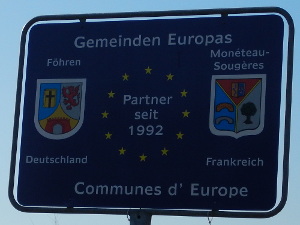 Gemeinden Europas
Föhren
Monéteau-
Sougères
Partner
seit
1992
Deutschland
Frankreich
Communes d' Europe